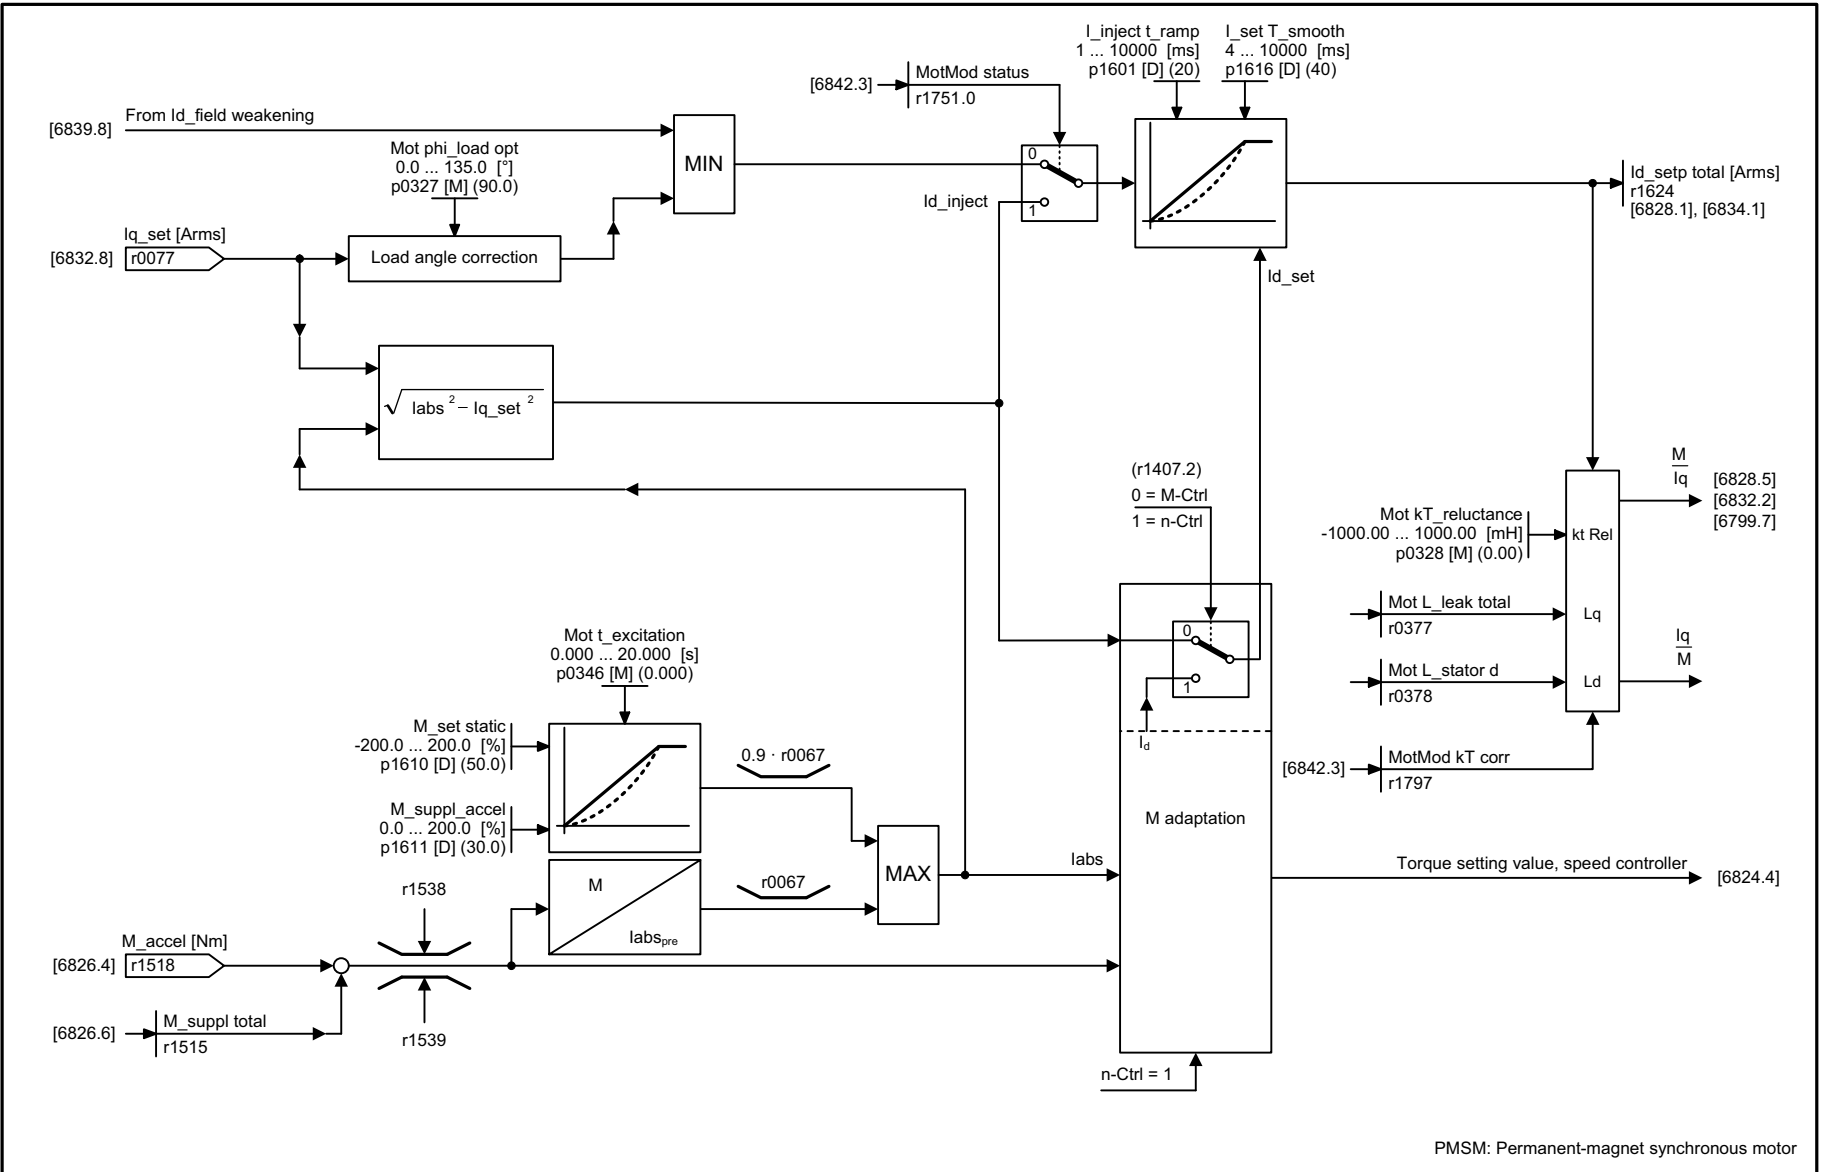 I_inject t_ramp
1 ... 10000 [ms]
p1601 [D] (20)
I_set T_smooth
4 ... 10000 [ms]
p1616 [D] (40)
[6842.3]
MotMod status
r1751.0
[6839.8]
From Id_field weakening
Mot phi_load opt
0.0 ... 135.0 [°]
p0327 [M] (90.0)
MIN
0
1
Id_inject
Id_setp total [Arms]
r1624
[6828.1], [6834.1]
Iq_set [Arms]
[6832.8]
r0077
Load angle correction
Id_set
√ Iabs ² – Iq_set ²
(r1407.2)
0 = M-Ctrl
1 = n-Ctrl
M
Iq
[6828.5]
[6832.2]
[6799.7]
Mot kT_reluctance
-1000.00 ... 1000.00 [mH]
p0328 [M] (0.00)
kt Rel
Mot L_leak total
r0377
Lq
Mot L_stator d
r0378
Ld
Iq
M
0
1
Id
Mot t_excitation
0.000 ... 20.000 [s]
p0346 [M] (0.000)
M_set static
-200.0 ... 200.0 [%]
p1610 [D] (50.0)
0.9 · r0067
M_suppl_accel
0.0 ... 200.0 [%]
p1611 [D] (30.0)
[6842.3]
MotMod kT corr
r1797
M adaptation
M
Iabspre
r0067
MAX
Iabs
Torque setting value, speed controller
[6824.4]
r1538
M_accel [Nm]
[6826.4]
r1518
[6826.6]
M_suppl total
r1515
r1539
n-Ctrl = 1
PMSM: Permanent-magnet synchronous motor